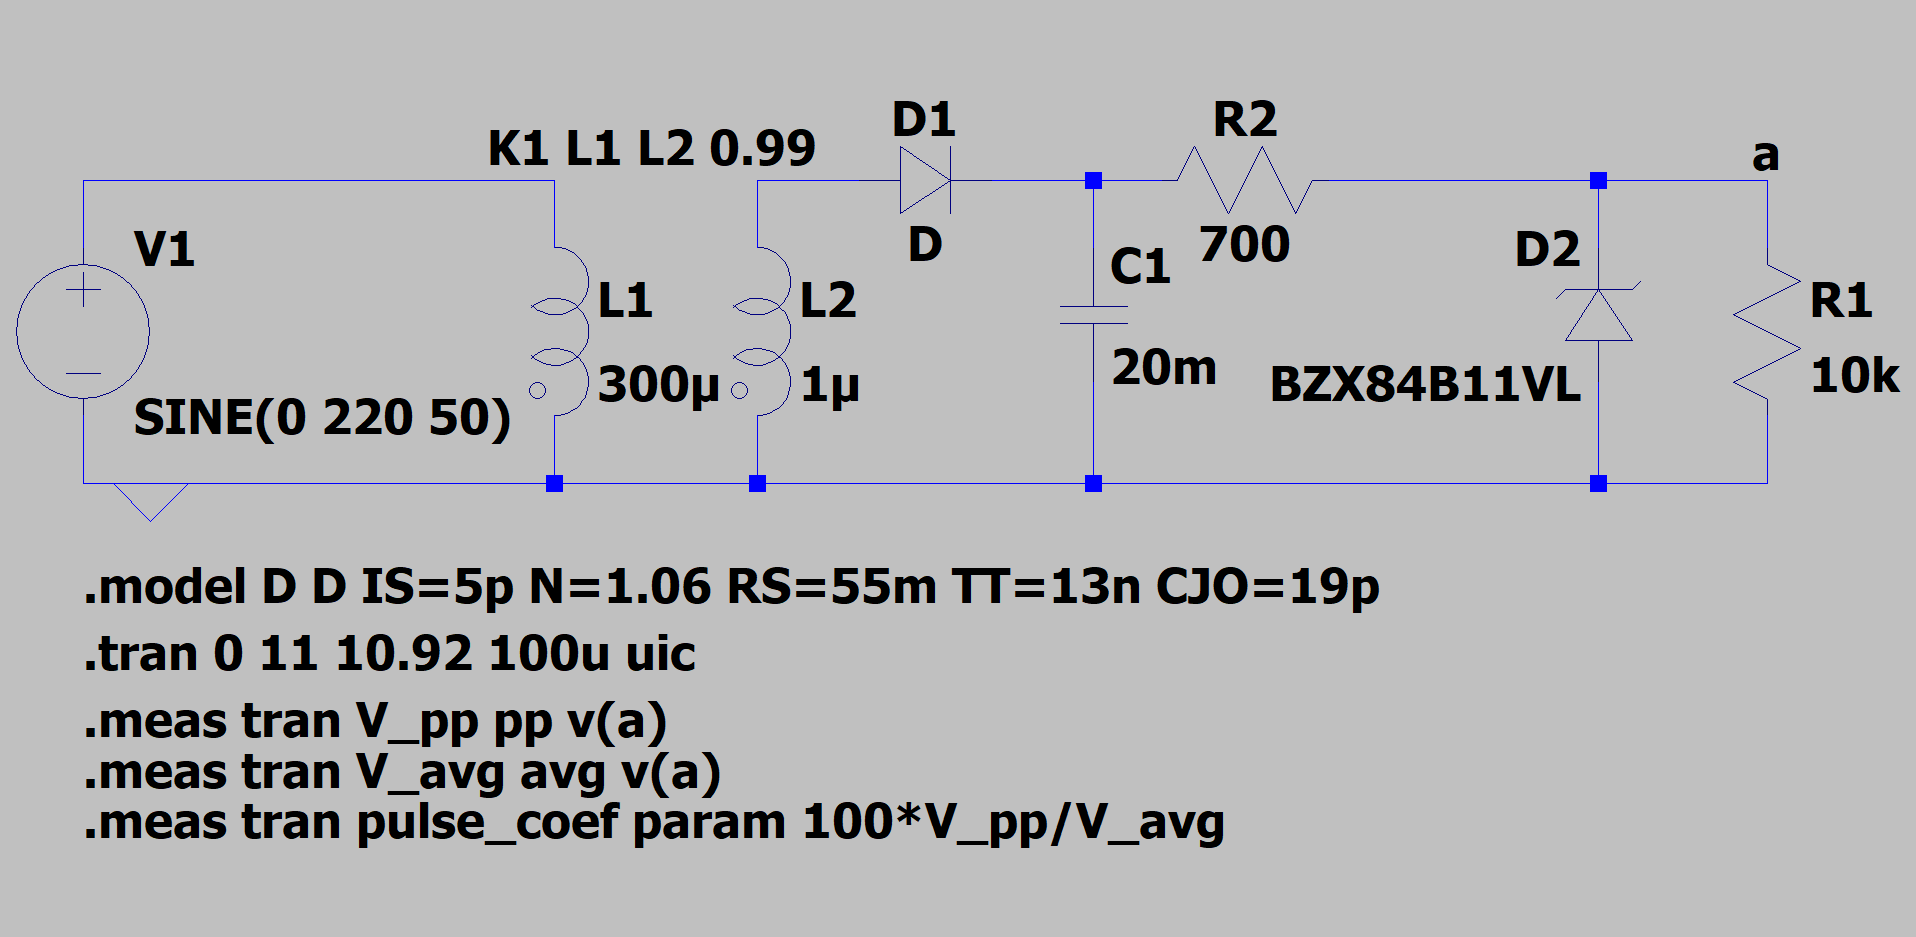 D1
R2
K1 L1 L2 0.99
a
V1
D
700
D2
C1
L1
L2
R1
300µ
1µ
20m
BZX84B11VL
10k
SINE(0 220 50)
.model D D IS=5p N=1.06 RS=55m TT=13n CJO=19p
.tran 0 11 10.92 100u uic
.meas tran V_pp pp v(a)
.meas tran V_avg avg v(a)
.meas tran pulse_coef param 100*V_pp/V_avg